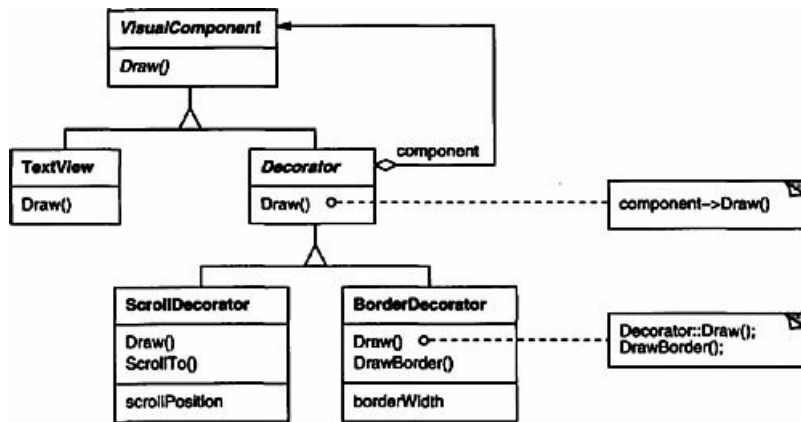 VisualComponent
Draw()
component
TextView
Draw()
Decorator
Draw()
component->Draw()
ScrollDecorator
Draw()
ScrollTo()
scrollPosition
BorderDecorator
Draw()
DrawBorder()
borderWidth
Decorator::Draw();
DrawBorder();